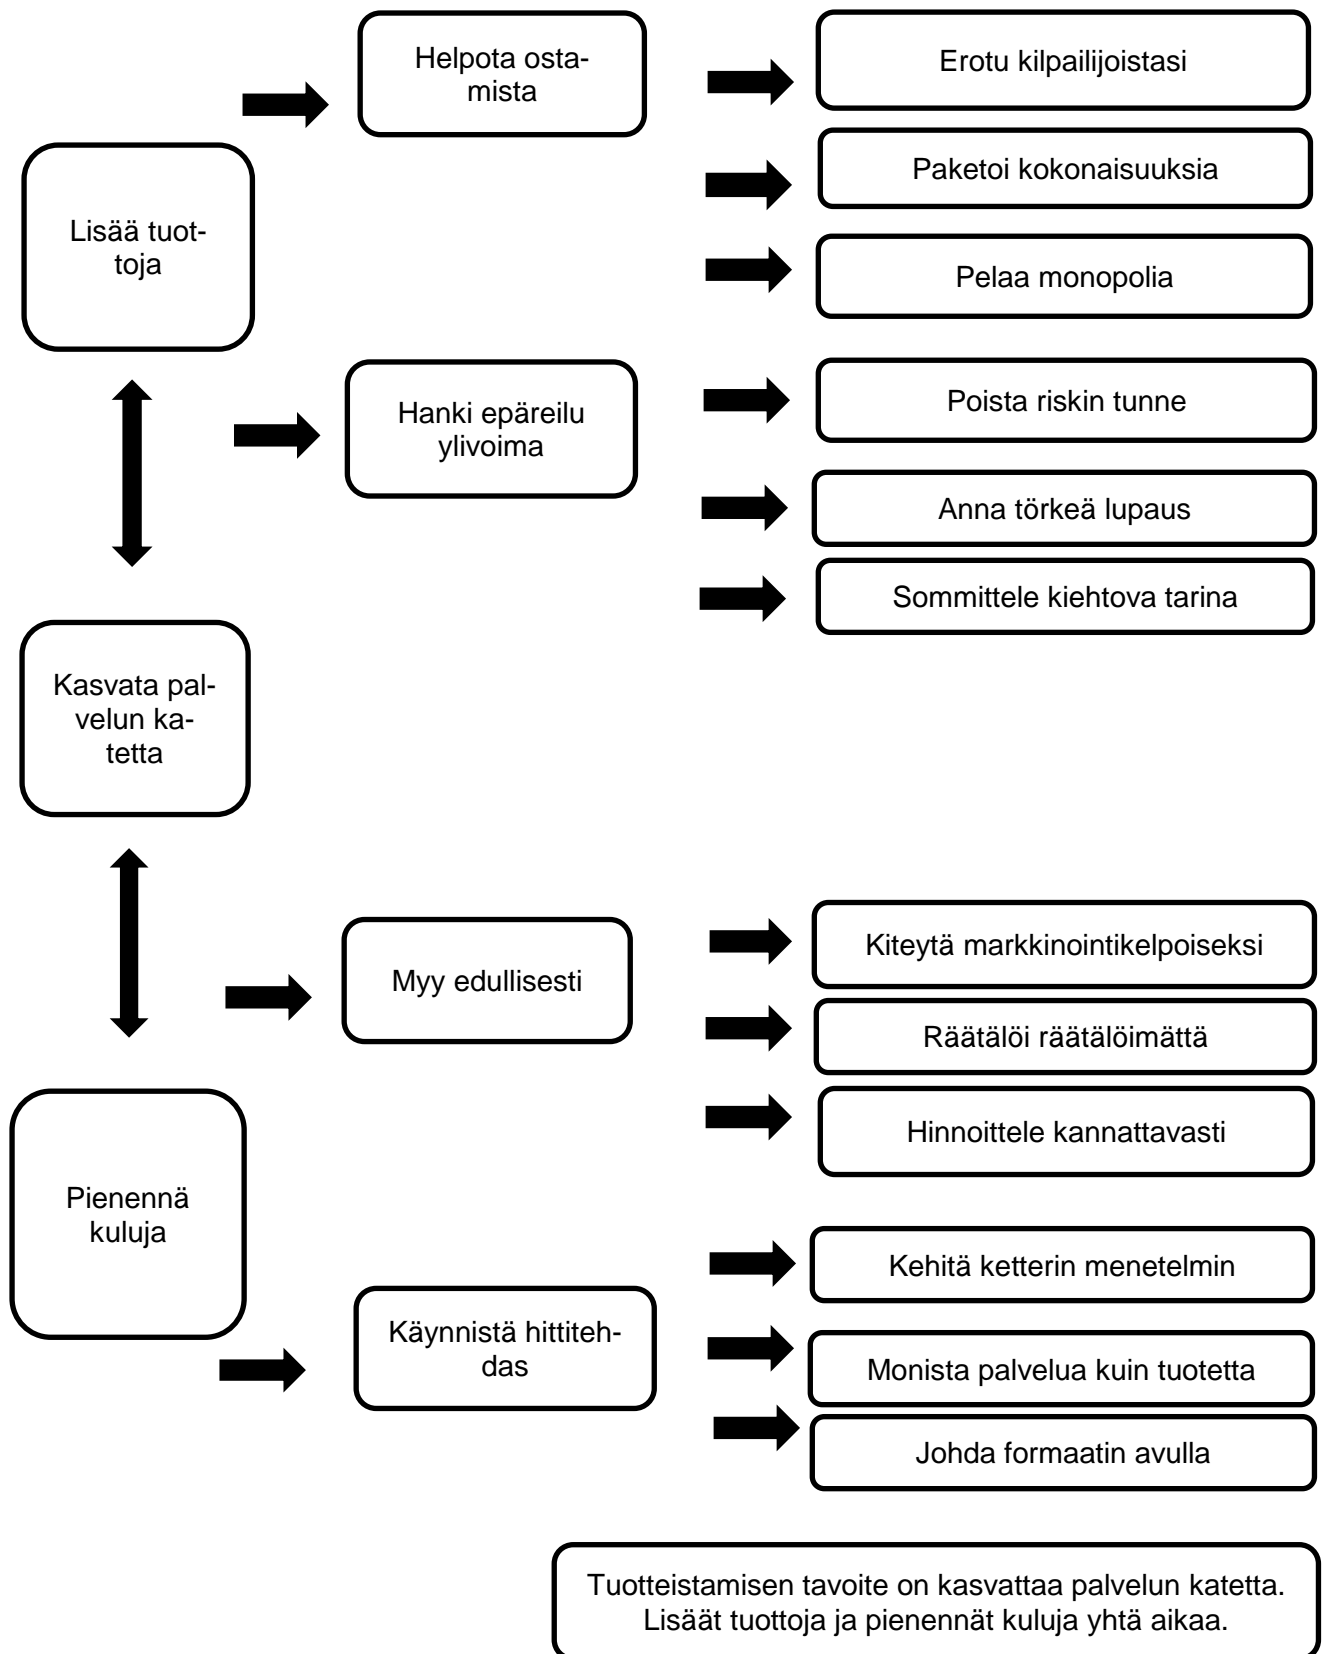 Helpota osta-
mista
Erotu kilpailijoistasi
Paketoi kokonaisuuksia
Lisää tuot-
toja
Pelaa monopolia
Hanki epäreilu
ylivoima
Poista riskin tunne
Anna törkeä lupaus
Sommittele kiehtova tarina
Kasvata pal-
velun ka-
tetta
Myy edullisesti
Kiteytä markkinointikelpoiseksi
Räätälöi räätälöimättä
Hinnoittele kannattavasti
Pienennä
kuluja
Kehitä ketterin menetelmin
Käynnistä hittiteh-
das
Monista palvelua kuin tuotetta
Johda formaatin avulla
Tuotteistamisen tavoite on kasvattaa palvelun katetta.
Lisäät tuottoja ja pienennät kuluja yhtä aikaa.